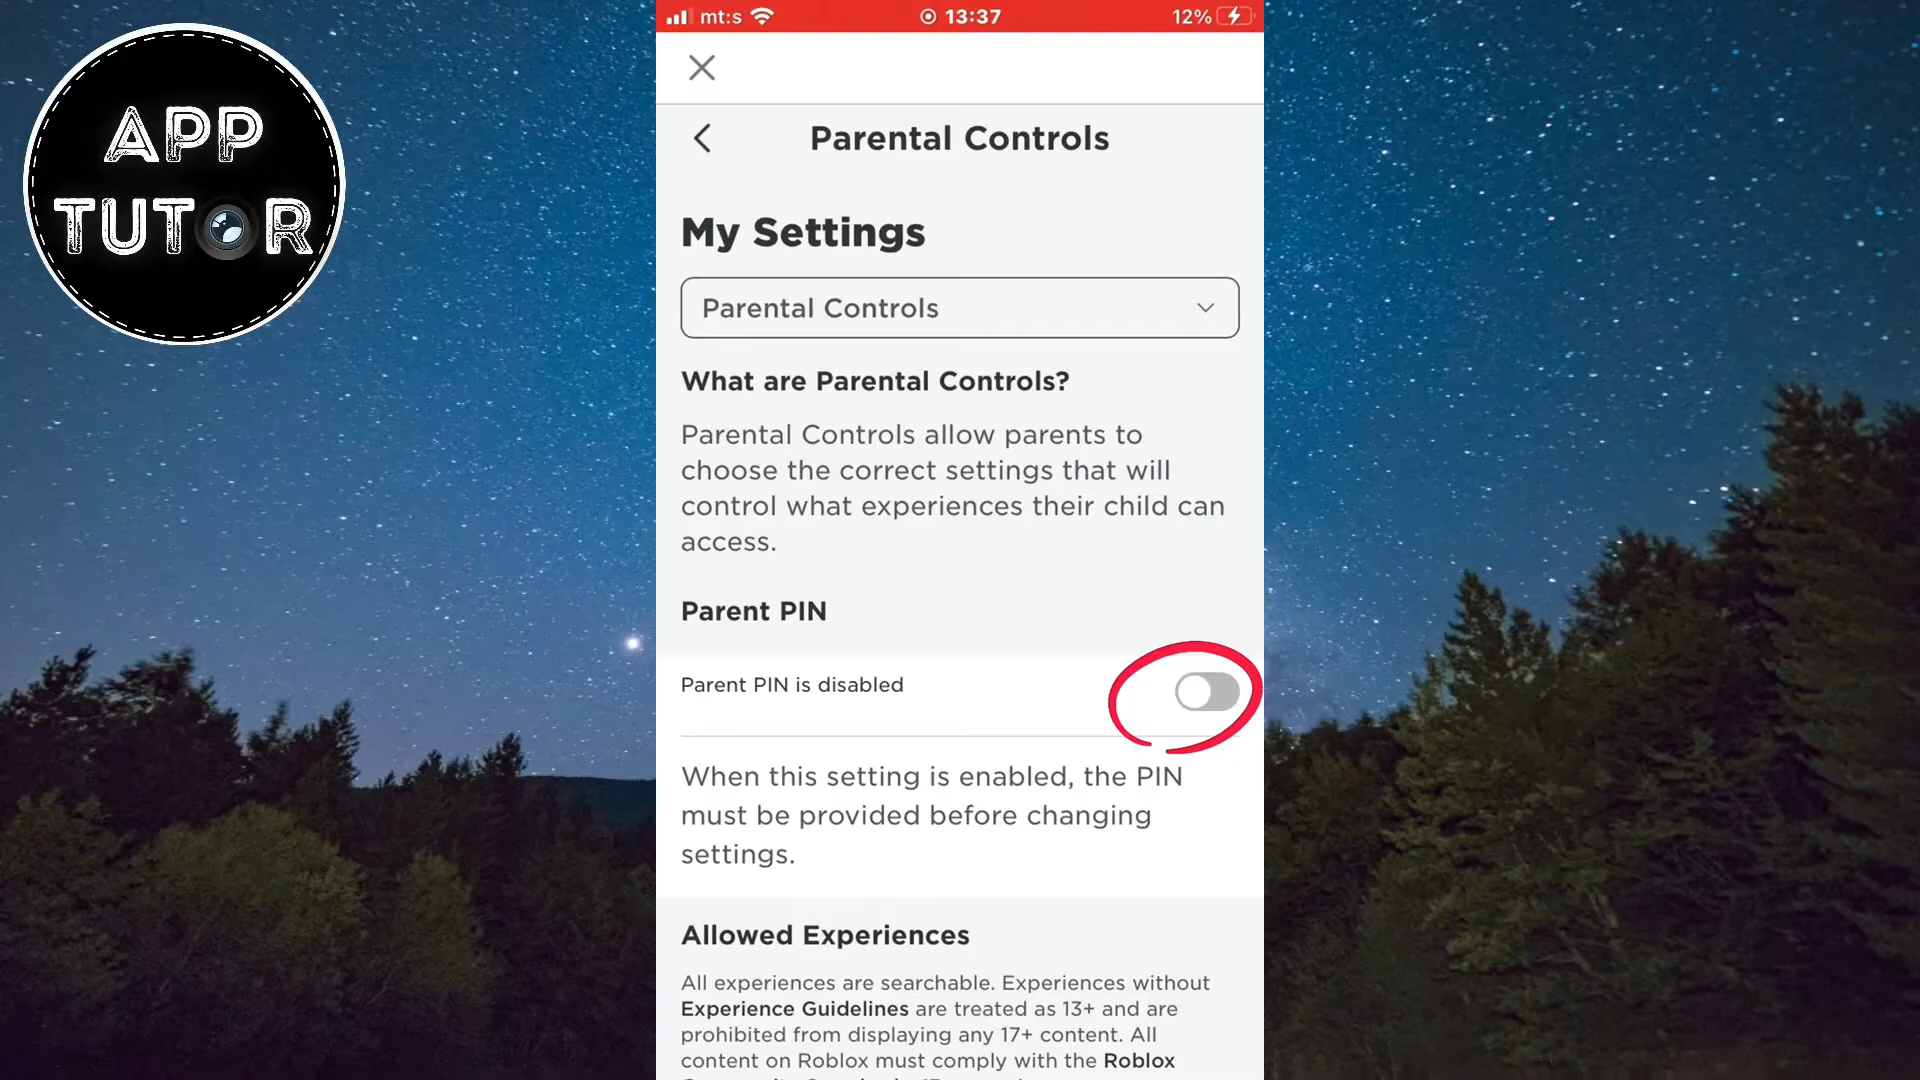 APP
TUTOR
mt:s
13:37
12%
Parental Controls
My Settings
Parental Controls
What are Parental Controls?
Parental Controls allow parents to
choose the correct settings that will
control what experiences their child can
access.
Parent PIN
Parent PIN is disabled
When this setting is enabled, the PIN
must be provided before changing
settings.
Allowed Experiences
All experiences are searchable. Experiences without
Experience Guidelines are treated as 13+ and are
prohibited from displaying any 17+ content. All
content on Roblox must comply with the Roblox